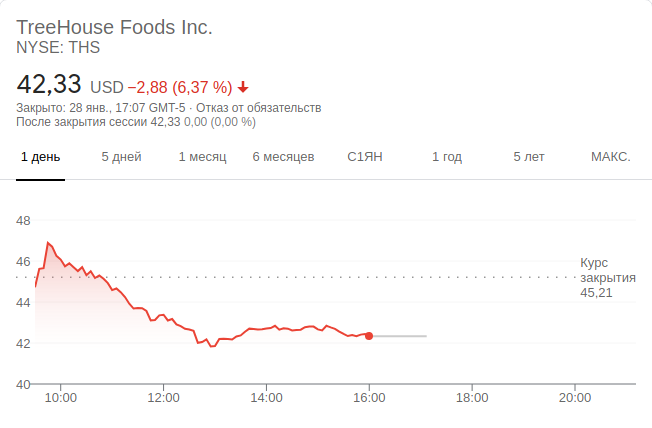 TreeHouse Foods Inc.
NYSE: THS
42,33 USD −2,88 (6,37 %)
Закрыто: 28 янв., 17:07 GMT-5 · Отказ от обязательств
После закрытия сессии 42,33 0,00 (0,00 %)
1 день 5 дней 1 месяц 6 месяцев С1ЯН 1 год 5 лет МАКС.
48
46
44
42
40
Курс
закрытия
45,21
10:00 12:00 14:00 16:00 18:00 20:00